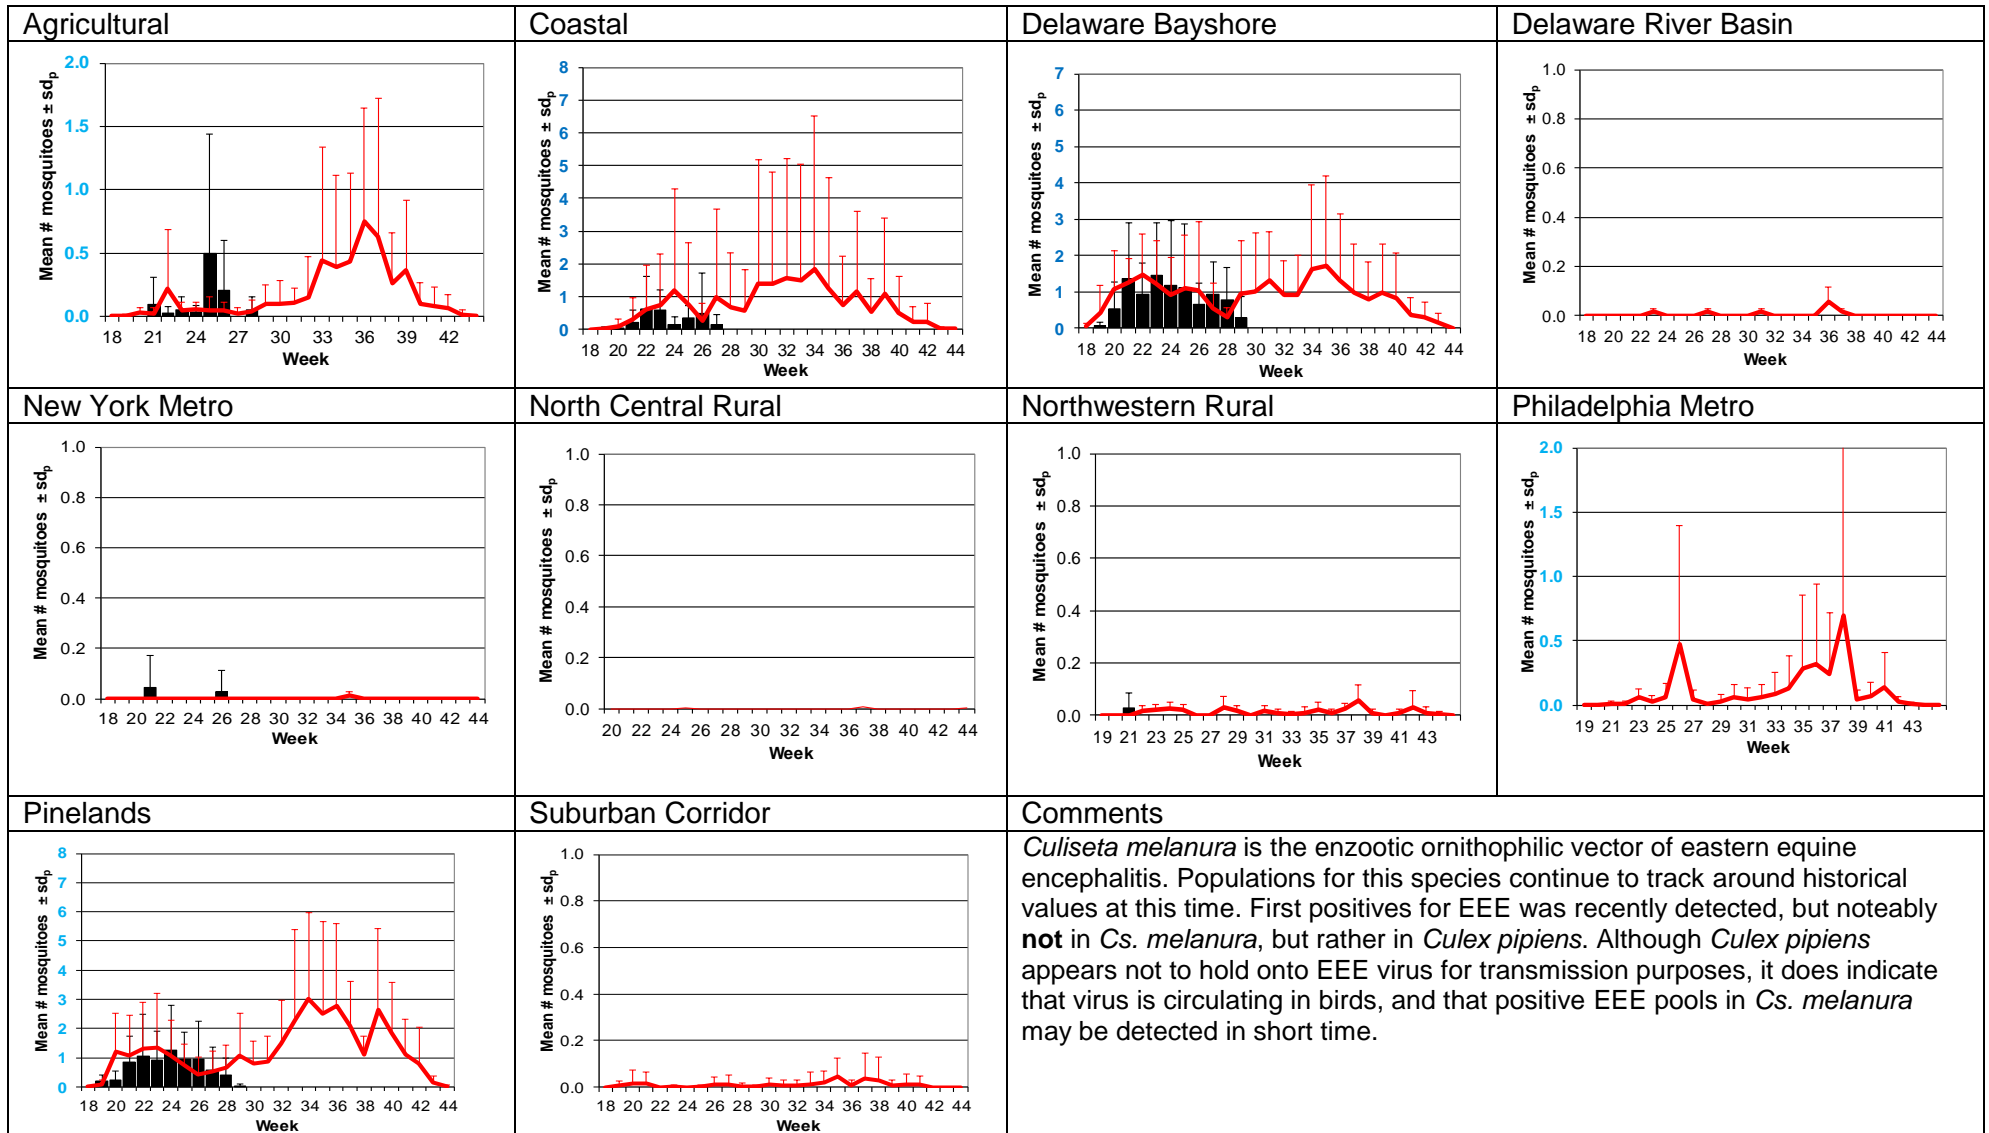 Agricultural
Mean # mosquitoes ± sdp
2.0
1.5
1.0
0.5
0.0
18 21 24 27 30 33 36 39 42
Week
Coastal
Mean # mosquitoes ± sdp
8
7
6
5
4
3
2
1
0
18 20 22 24 26 28 30 32 34 36 38 40 42 44
Week
Delaware Bayshore
Mean # mosquitoes ± sdp
7
6
5
4
3
2
1
0
18 20 22 24 26 28 30 32 34 36 38 40 42 44
Week
Delaware River Basin
Mean # mosquitoes ± sdp
1.0
0.8
0.6
0.4
0.2
0.0
18 20 22 24 26 28 30 32 34 36 38 40 42 44
Week
New York Metro
Mean # mosquitoes ± sdp
1.0
0.8
0.6
0.4
0.2
0.0
18 20 22 24 26 28 30 32 34 36 38 40 42 44
Week
North Central Rural
Mean # mosquitoes ± sdp
1.0
0.8
0.6
0.4
0.2
0.0
20 22 24 26 28 30 32 34 36 38 40 42 44
Week
Northwestern Rural
Mean # mosquitoes ± sdp
1.0
0.8
0.6
0.4
0.2
0.0
19 21 23 25 27 29 31 33 35 37 39 41 43
Week
Philadelphia Metro
Mean # mosquitoes ± sdp
2.0
1.5
1.0
0.5
0.0
19 21 23 25 27 29 31 33 35 37 39 41 43
Week
Pinelands
Mean # mosquitoes ± sdp
8
7
6
5
4
3
2
1
0
18 20 22 24 26 28 30 32 34 36 38 40 42 44
Week
Suburban Corridor
Mean # mosquitoes ± sdp
1.0
0.8
0.6
0.4
0.2
0.0
18 20 22 24 26 28 30 32 34 36 38 40 42 44
Week
Comments
Culiseta melanura is the enzootic ornithophilic vector of eastern equine
encephalitis. Populations for this species continue to track around historical
values at this time. First positives for EEE was recently detected, but noteably
not in Cs. melanura, but rather in Culex pipiens. Although Culex pipiens
appears not to hold onto EEE virus for transmission purposes, it does indicate
that virus is circulating in birds, and that positive EEE pools in Cs. melanura
may be detected in short time.